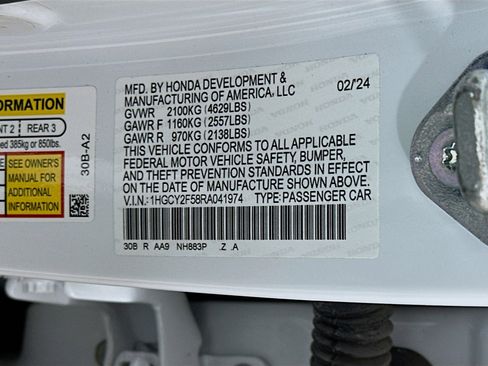 MFD. BY HONDA DEVELOPMENT &
MANUFACTURING OF AMERICA, LLC
02/24
GVWR 2100KG (4629LBS)
GAWR F 1160KG (2557LBS)
GAWR R 970KG (2138LBS)
THIS VEHICLE CONFORMS TO ALL APPLICABLE
FEDERAL MOTOR VEHICLE SAFETY, BUMPER,
AND THEFT PREVENTION STANDARDS IN EFFECT
ON THE DATE OF MANUFACTURE SHOWN ABOVE.
V.I.N.: 1HGCY2F58RA041974 TYPE: PASSENGER CAR
30B R AA9 NH883P .Z .A
30B-A2
FORMATION
NT 2 REAR 3
ed 385kg or 850lbs.
SEE OWNER'S
MANUAL FOR
ADDITIONAL
INFORMATION